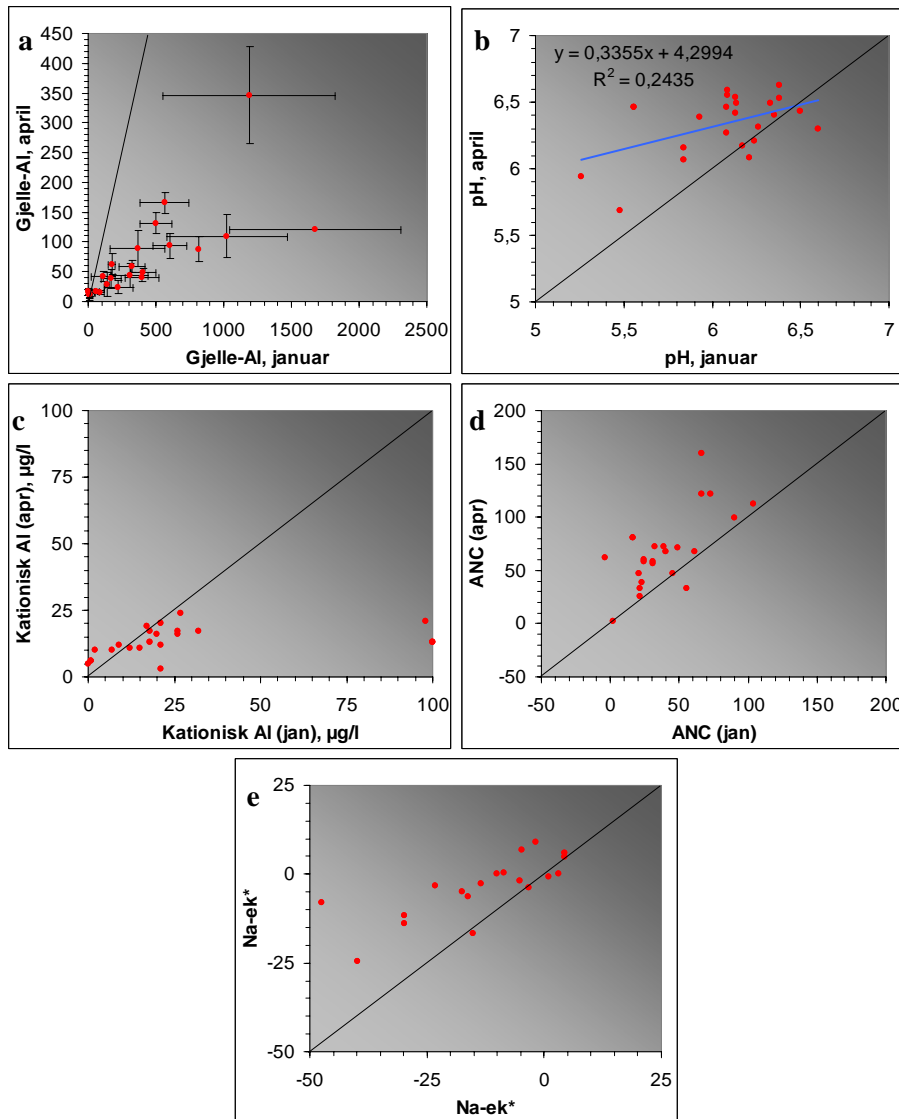 a
450
400
350
300
250
200
150
100
50
0
Gjelle-Al, april
0 500 1000 1500 2000 2500
Gjelle-Al, januar
b
y = 0,3355x + 4,2994
R² = 0,2435
7
6,5
6
5,5
5
pH, april
5 5,5 6 6,5 7
pH, januar
c
100
75
50
25
0
Kationisk Al (apr), µg/l
0 25 50 75 100
Kationisk Al (jan), µg/l
d
200
150
100
50
0
-50
ANC (apr)
-50 0 50 100 150 200
ANC (jan)
e
25
0
-25
-50
Na-ek*
-50 -25 0 25
Na-ek*